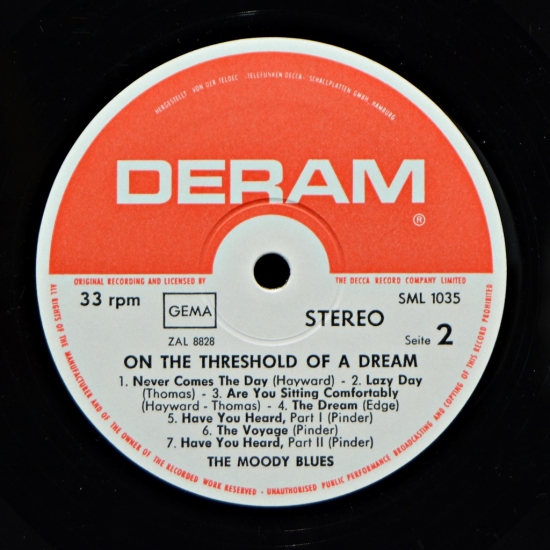 HERGESTELLT VON DER TELDEC „TELEFUNKEN-DECCA“ SCHALLPLATTEN GMBH, HAMBURG
DERAM
®
ORIGINAL RECORDING AND LICENSED BY THE DECCA RECORD COMPANY LIMITED
33 rpm
GEMA
STEREO
SML 1035
ZAL 8828
Seite 2
ON THE THRESHOLD OF A DREAM
1. Never Comes The Day (Hayward) - 2. Lazy Day
(Thomas) - 3. Are You Sitting Comfortably
(Hayward - Thomas) - 4. The Dream (Edge)
5. Have You Heard, Part I (Pinder)
6. The Voyage (Pinder)
7. Have You Heard, Part II (Pinder)
THE MOODY BLUES
ALL RIGHTS OF THE MANUFACTURER AND OF THE OWNER OF THE RECORDED WORK RESERVED - UNAUTHORISED PUBLIC PERFORMANCE BROADCASTING AND COPYING OF THIS RECORD PROHIBITED